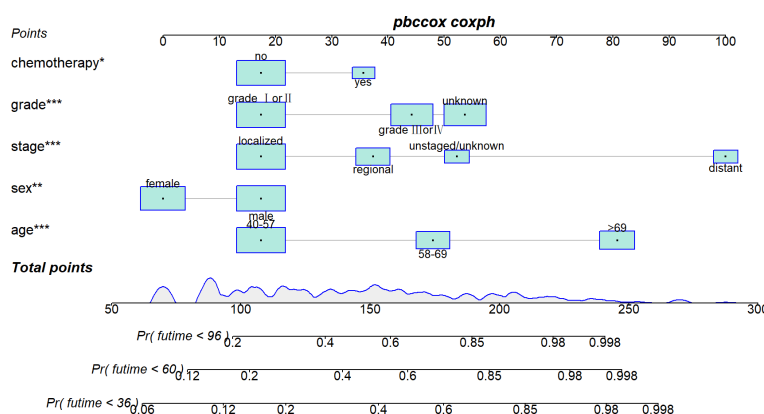 pbccox coxph
Points
0 10 20 30 40 50 60 70 80 90 100
chemotherapy*
no
yes
grade***
grade Ⅰ or Ⅱ
grade ⅢorⅣ
unknown
stage***
localized
regional
unstaged/unknown
distant
sex**
female
male
age***
40-57
58-69
>69
Total points
50 100 150 200 250 300
Pr( futime < 96 )
0.2 0.4 0.6 0.85 0.98 0.998
Pr( futime < 60 )
0.12 0.2 0.4 0.6 0.85 0.98 0.998
Pr( futime < 36 )
0.06 0.12 0.2 0.4 0.6 0.85 0.98 0.998